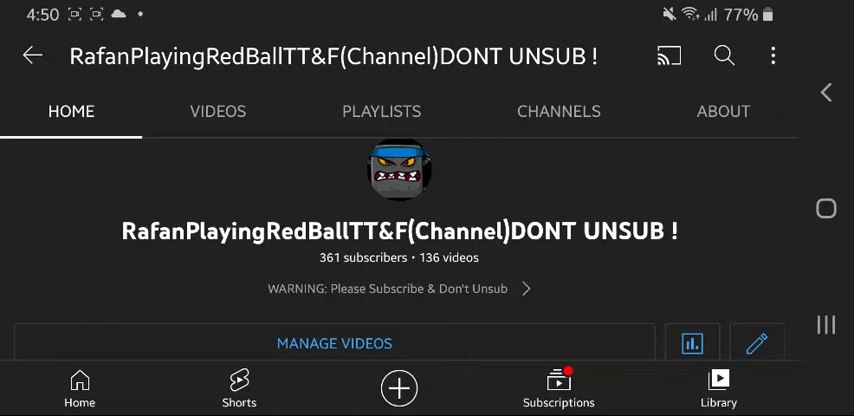 4:50 77%
RafanPlayingRedBallTT&F(Channel)DONT UNSUB !
HOME VIDEOS PLAYLISTS CHANNELS ABOUT
RafanPlayingRedBallTT&F(Channel)DONT UNSUB !
361 subscribers • 136 videos
WARNING: Please Subscribe & Don't Unsub
MANAGE VIDEOS
Home Shorts Subscriptions Library